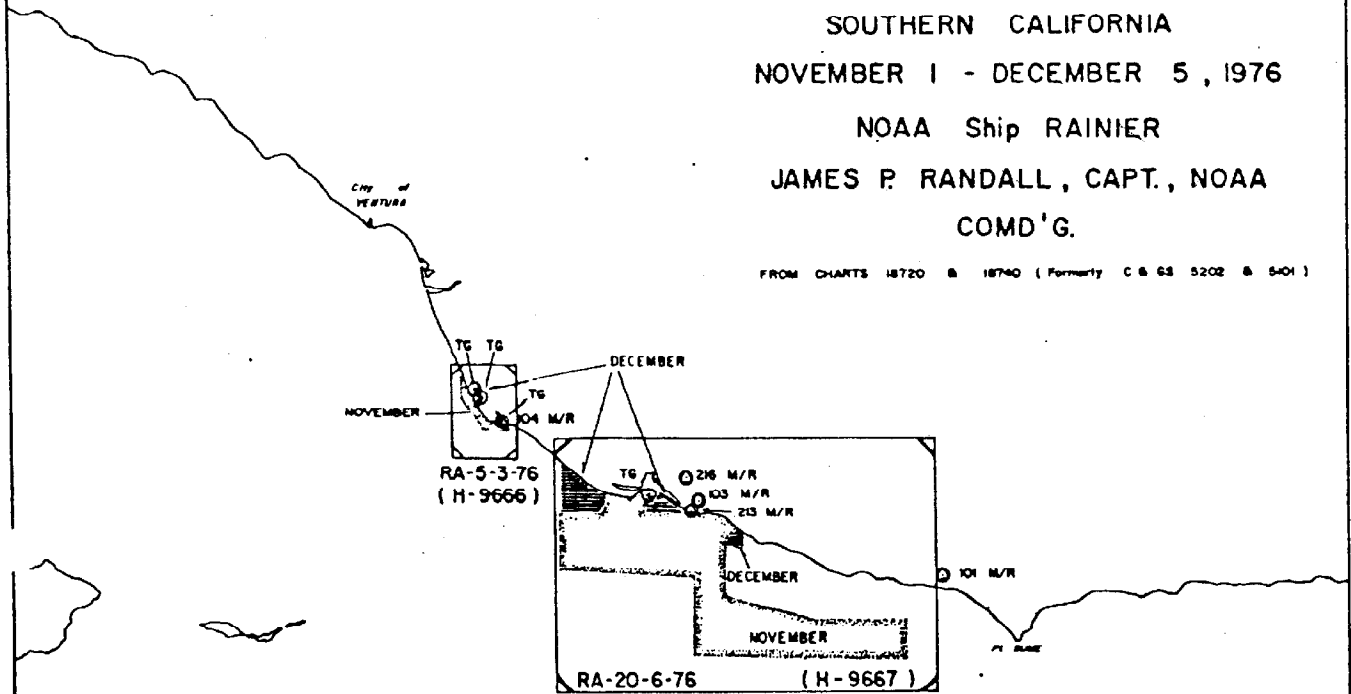 SOUTHERN CALIFORNIA
NOVEMBER 1 - DECEMBER 5, 1976
NOAA Ship RAINIER
JAMES P. RANDALL, CAPT., NOAA
COMD'G.
FROM CHARTS 18720 & 18740 (Formerly C & GS 5202 & 5101)
City of
VENTURA
TG TG
DECEMBER
TG
NOVEMBER
104 M/R
RA-5-3-76
(H-9666)
TG
216 M/R
103 M/R
213 M/R
DECEMBER
101 M/R
NOVEMBER
PT. DUME
RA-20-6-76 (H-9667)